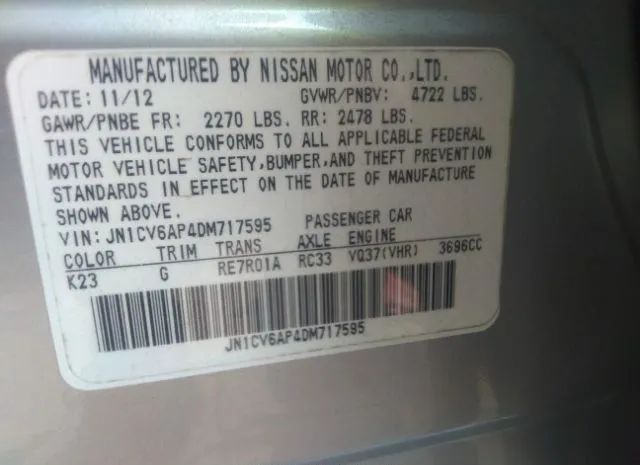 MANUFACTURED BY NISSAN MOTOR CO.,LTD.
DATE: 11/12 GVWR/PNBV: 4722 LBS.
GAWR/PNBE FR: 2270 LBS. RR: 2478 LBS.
THIS VEHICLE CONFORMS TO ALL APPLICABLE FEDERAL
MOTOR VEHICLE SAFETY,BUMPER,AND THEFT PREVENTION
STANDARDS IN EFFECT ON THE DATE OF MANUFACTURE
SHOWN ABOVE.
VIN: JN1CV6AP4DM717595 PASSENGER CAR
COLOR TRIM TRANS AXLE ENGINE
K23 G RE7R01A RC33 VQ37(VHR) 3696CC
JN1CV6AP4DM717595